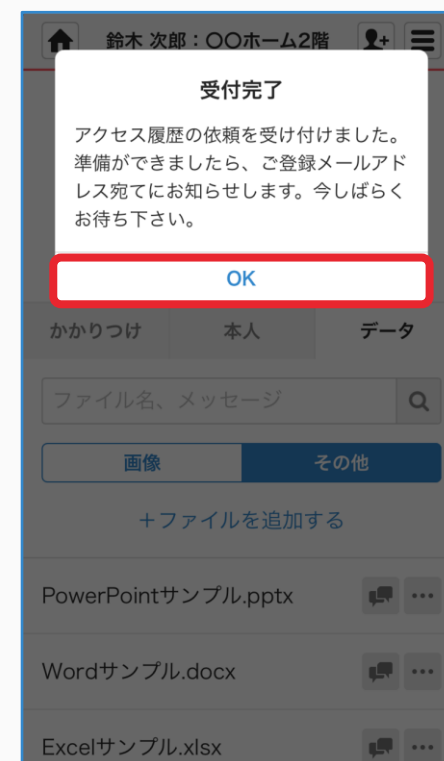 鈴木 次郎：〇〇ホーム2階
受付完了
アクセス履歴の依頼を受け付けました。
準備ができましたら、ご登録メールアド
レス宛てにお知らせします。今しばらく
お待ち下さい。
OK
かかりつけ 本人 データ
ファイル名、メッセージ
画像 その他
＋ファイルを追加する
PowerPointサンプル.pptx
Wordサンプル.docx
Excelサンプル.xlsx